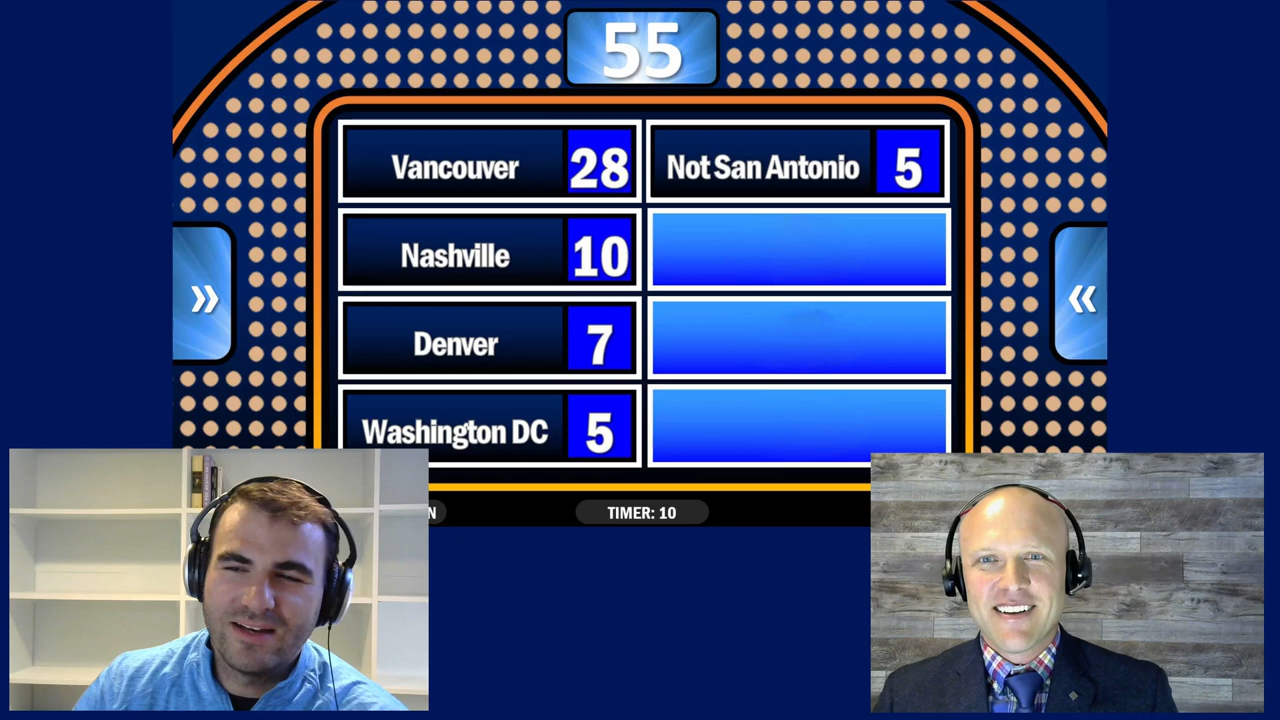 55
Vancouver 28
Not San Antonio 5
Nashville 10
Denver 7
Washington DC 5
»
«
N
TIMER: 10